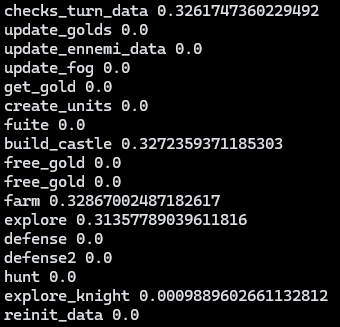 checks_turn_data 0.3261747360229492
update_golds 0.0
update_ennemi_data 0.0
update_fog 0.0
get_gold 0.0
create_units 0.0
fuite 0.0
build_castle 0.3272359371185303
free_gold 0.0
free_gold 0.0
farm 0.32867002487182617
explore 0.31357789039611816
defense 0.0
defense2 0.0
hunt 0.0
explore_knight 0.0009889602661132812
reinit_data 0.0